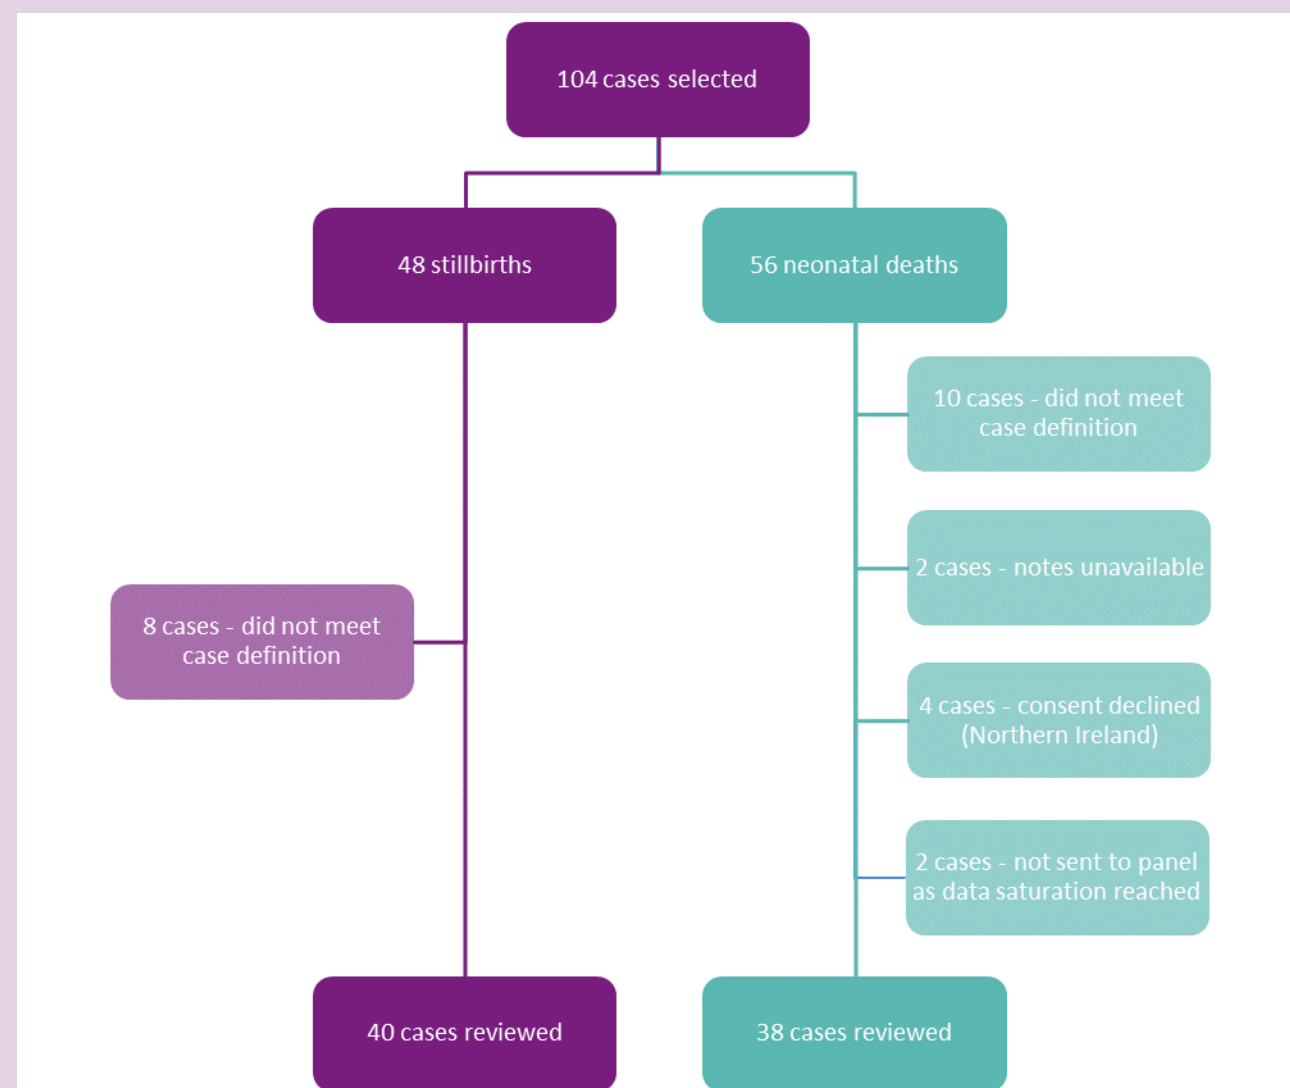 104 cases selected
48 stillbirths
56 neonatal deaths
10 cases - did not meet
case definition
2 cases - notes unavailable
8 cases - did not meet
case definition
4 cases - consent declined
(Northern Ireland)
2 cases - not sent to panel
as data saturation reached
40 cases reviewed
38 cases reviewed